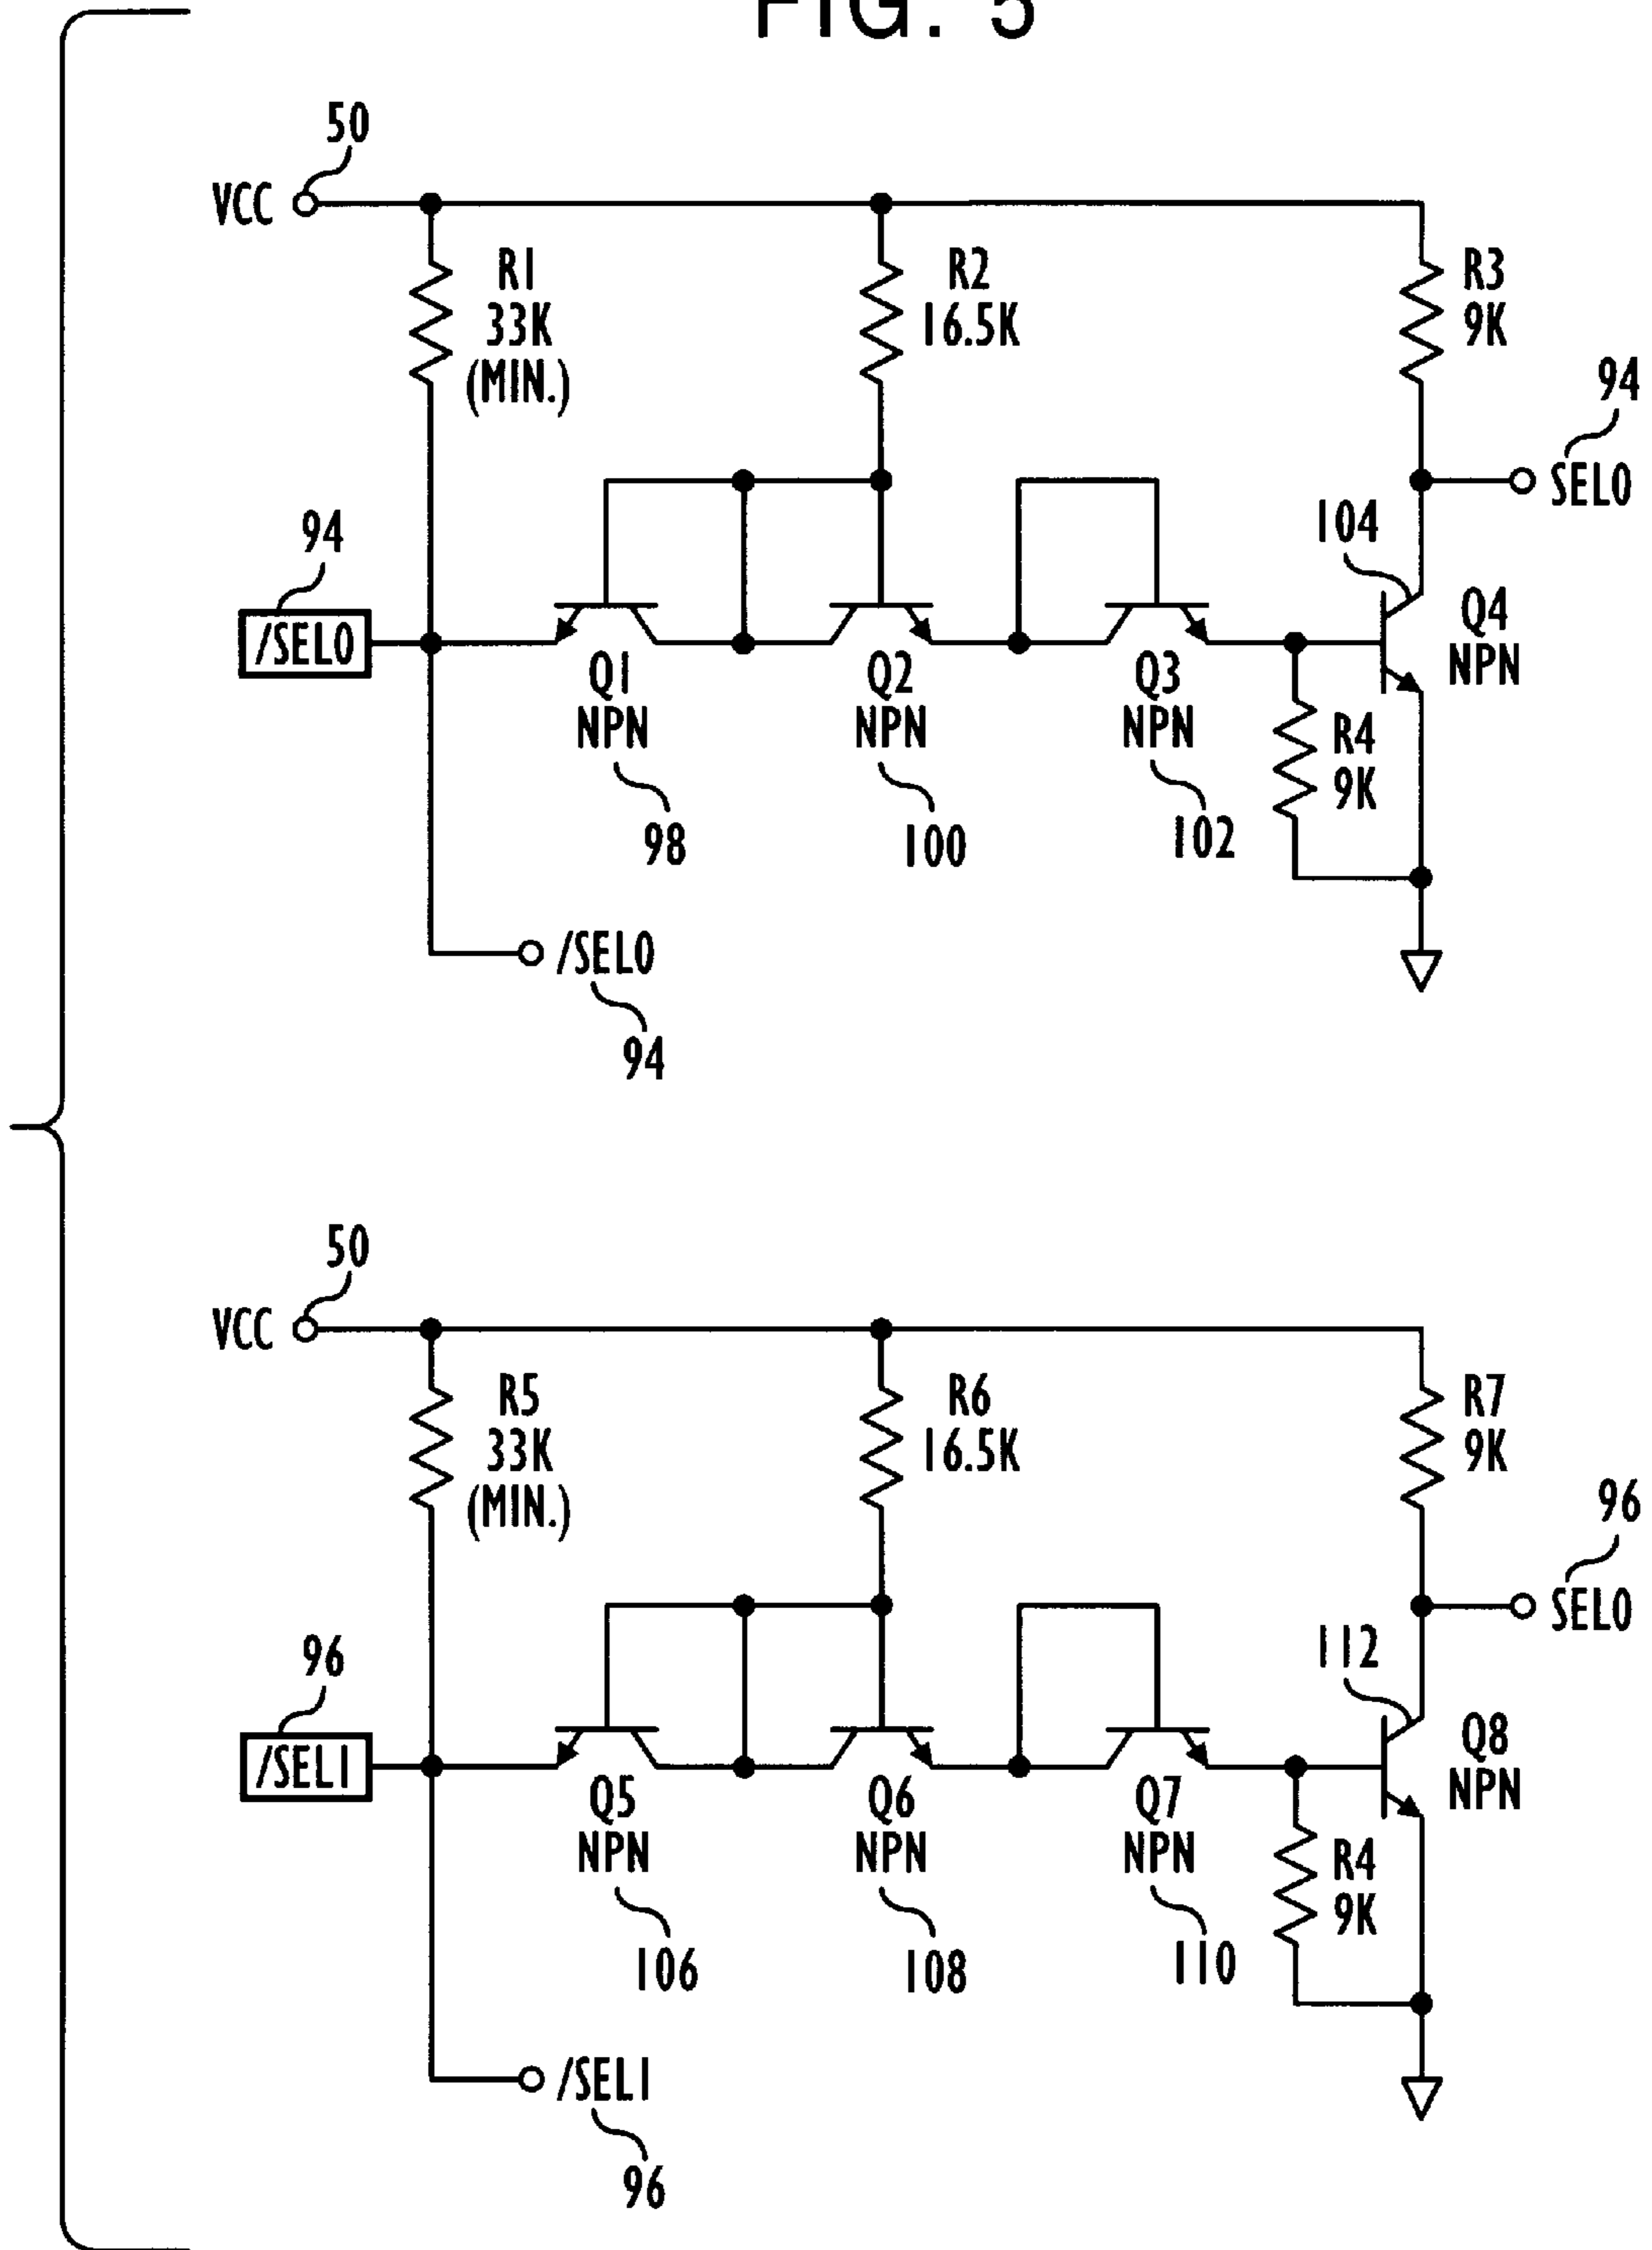 FIG. 5
50
VCC
R1
33K
(MIN.)
R2
16.5K
R3
9K
94
SEL0
94
/SEL0
104
Q4
NPN
Q1
NPN
98
Q2
NPN
100
Q3
NPN
102
R4
9K
/SEL0
94
50
VCC
R5
33K
(MIN.)
R6
16.5K
R7
9K
96
SEL0
96
/SEL1
112
Q8
NPN
Q5
NPN
106
Q6
NPN
108
Q7
NPN
110
R4
9K
/SEL1
96